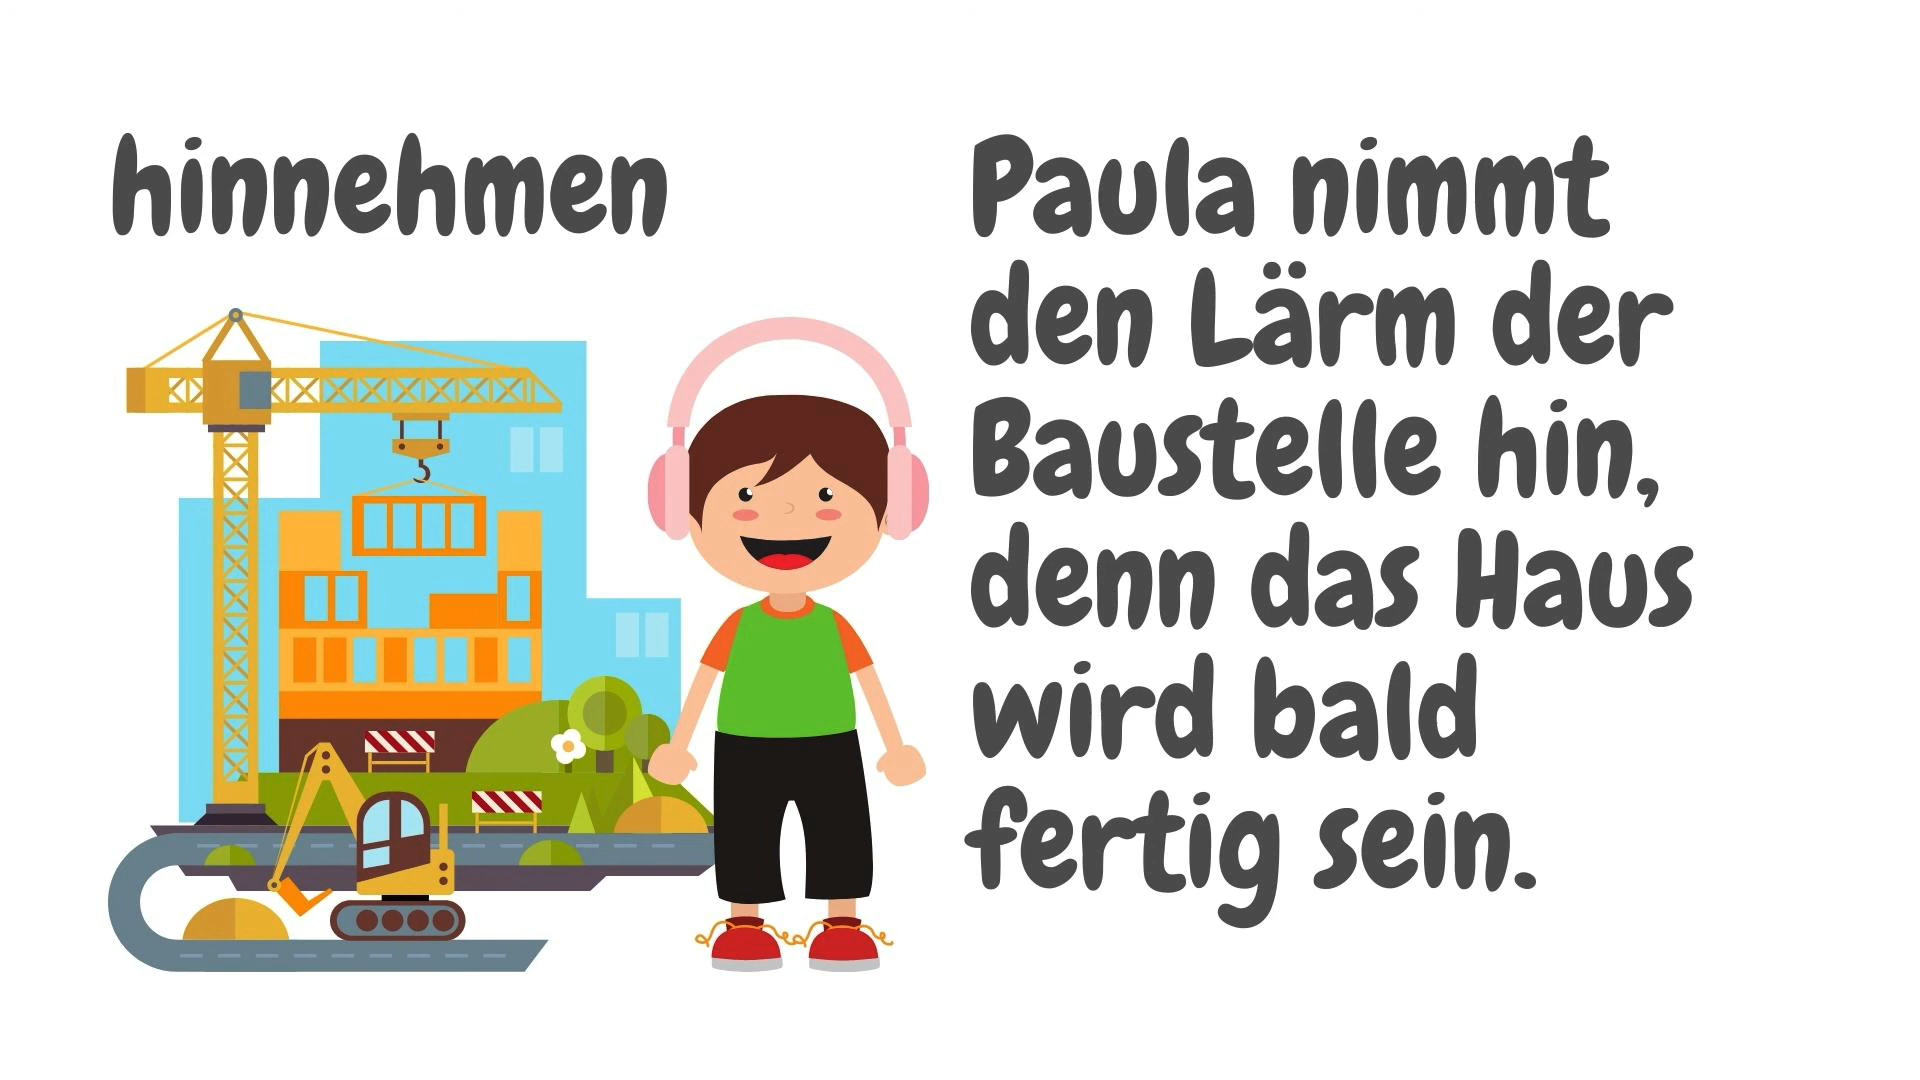 hinnehmen
Paula nimmt
den Lärm der
Baustelle hin,
denn das Haus
wird bald
fertig sein.